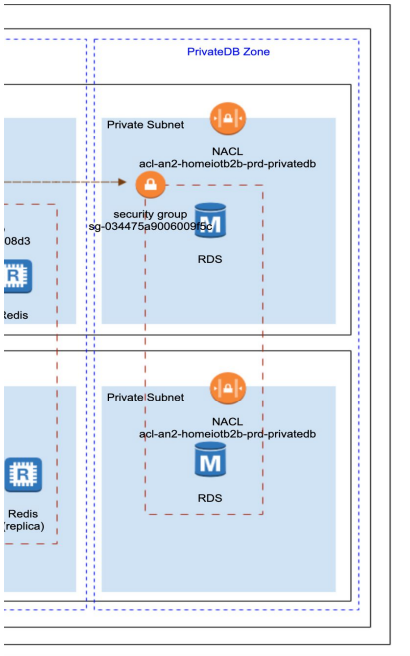 PrivateDB Zone
Private Subnet
NACL
acl-an2-homeiotb2b-prd-privatedb
security group
sg-034475a9006009f5c
M
RDS
08d3
R
Redis
Private Subnet
NACL
acl-an2-homeiotb2b-prd-privatedb
M
RDS
R
Redis
(replica)